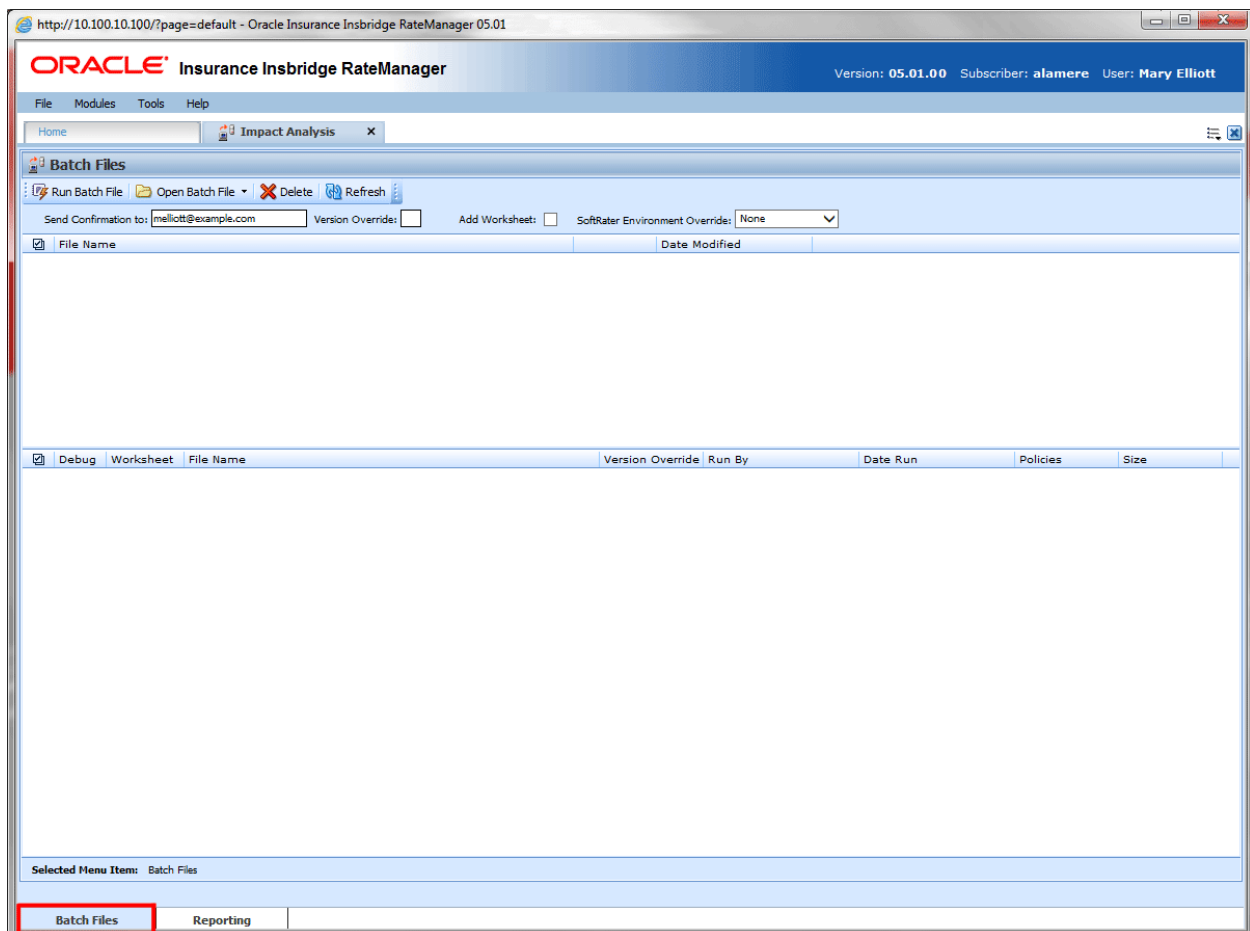 http://10.100.10.100/?page=default - Oracle Insurance Insbridge RateManager 05.01
ORACLE Insurance Insbridge RateManager
Version: 05.01.00 Subscriber: alamere User: Mary Elliott
File Modules Tools Help
Home Impact Analysis x
Batch Files
Run Batch File Open Batch File Delete Refresh
Send Confirmation to: melliott@example.com Version Override: Add Worksheet: SoftRater Environment Override: None
File Name Date Modified
Debug Worksheet File Name Version Override Run By Date Run Policies Size
Selected Menu Item: Batch Files
Batch Files Reporting